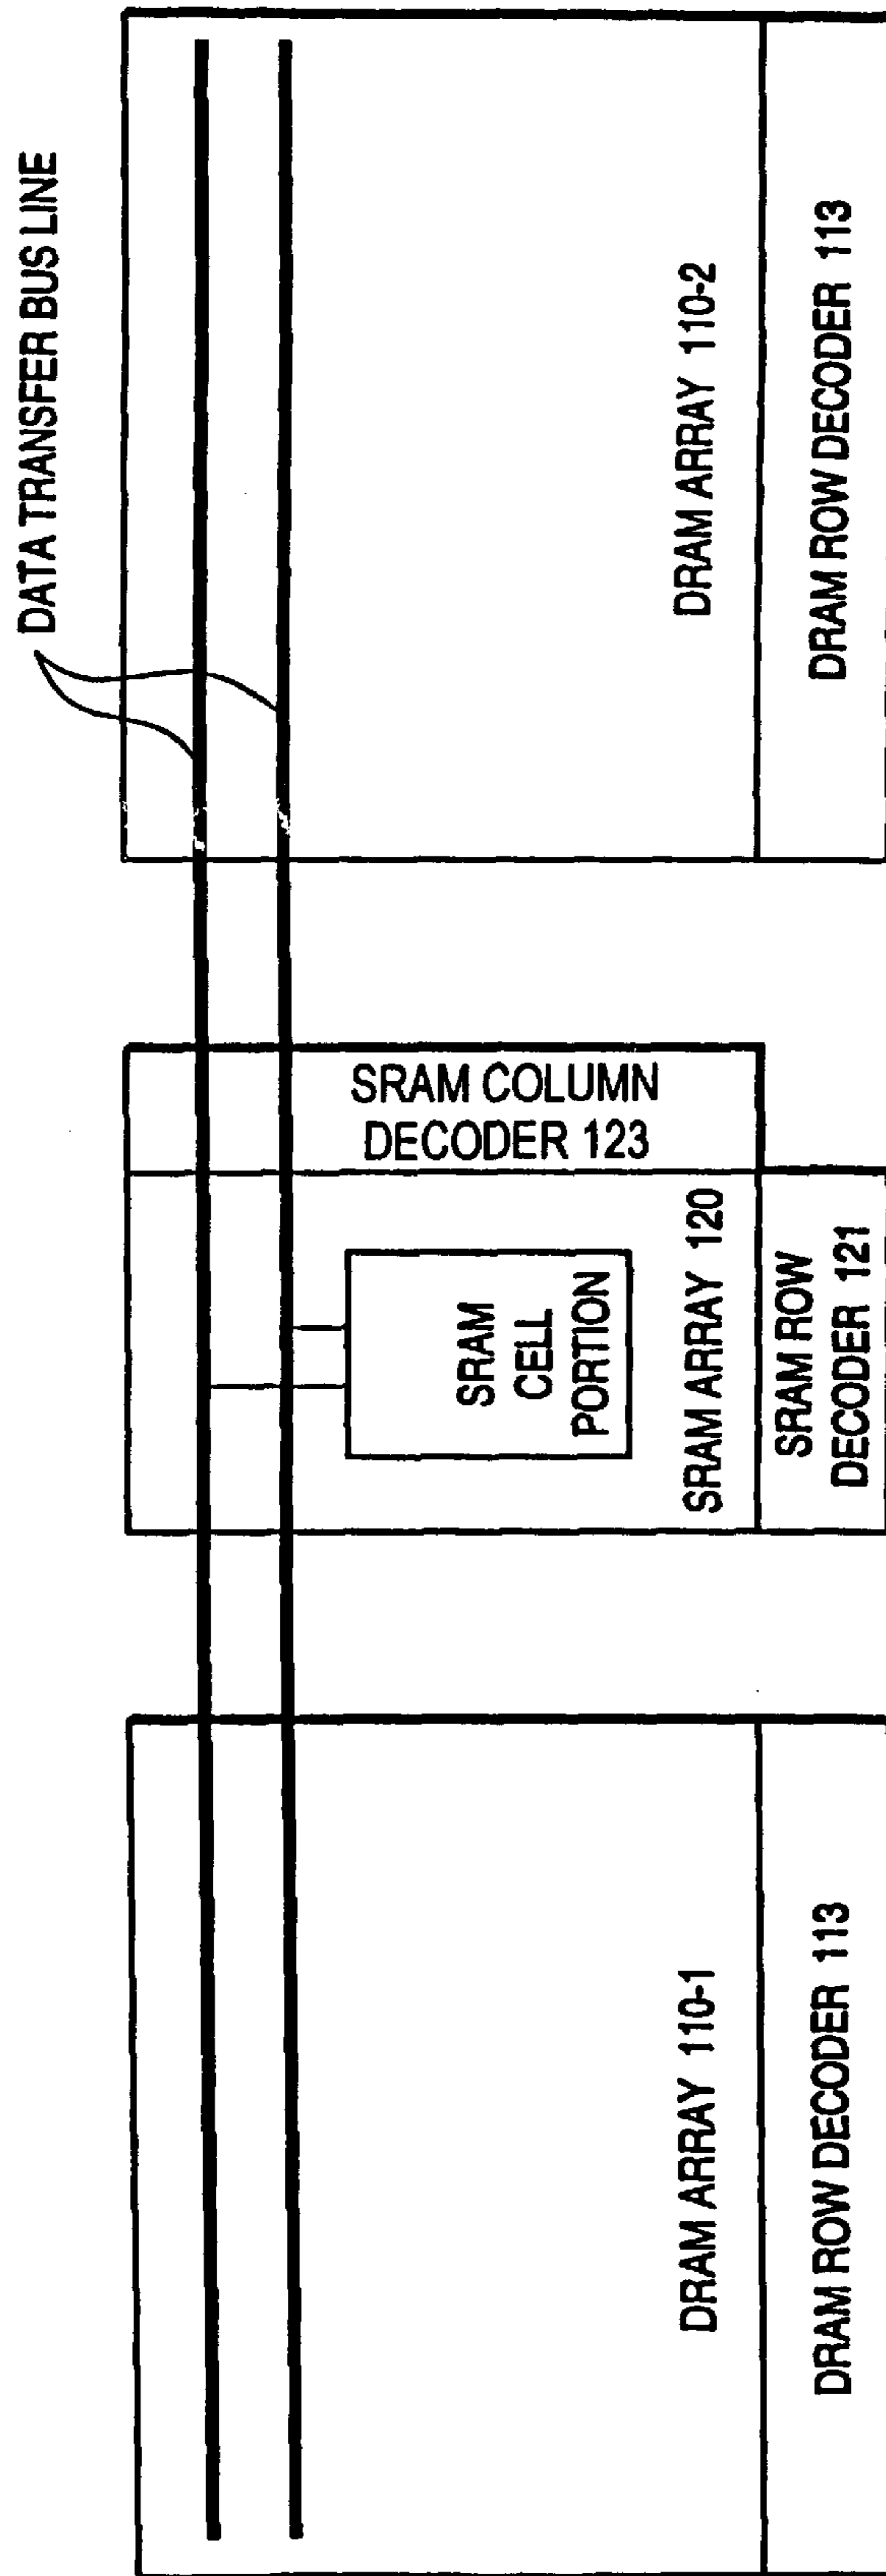 DATA TRANSFER BUS LINE
DRAM ARRAY 110-1
DRAM ROW DECODER 113
SRAM COLUMN
DECODER 123
SRAM
CELL
PORTION
SRAM ARRAY 120
SRAM ROW
DECODER 121
DRAM ARRAY 110-2
DRAM ROW DECODER 113